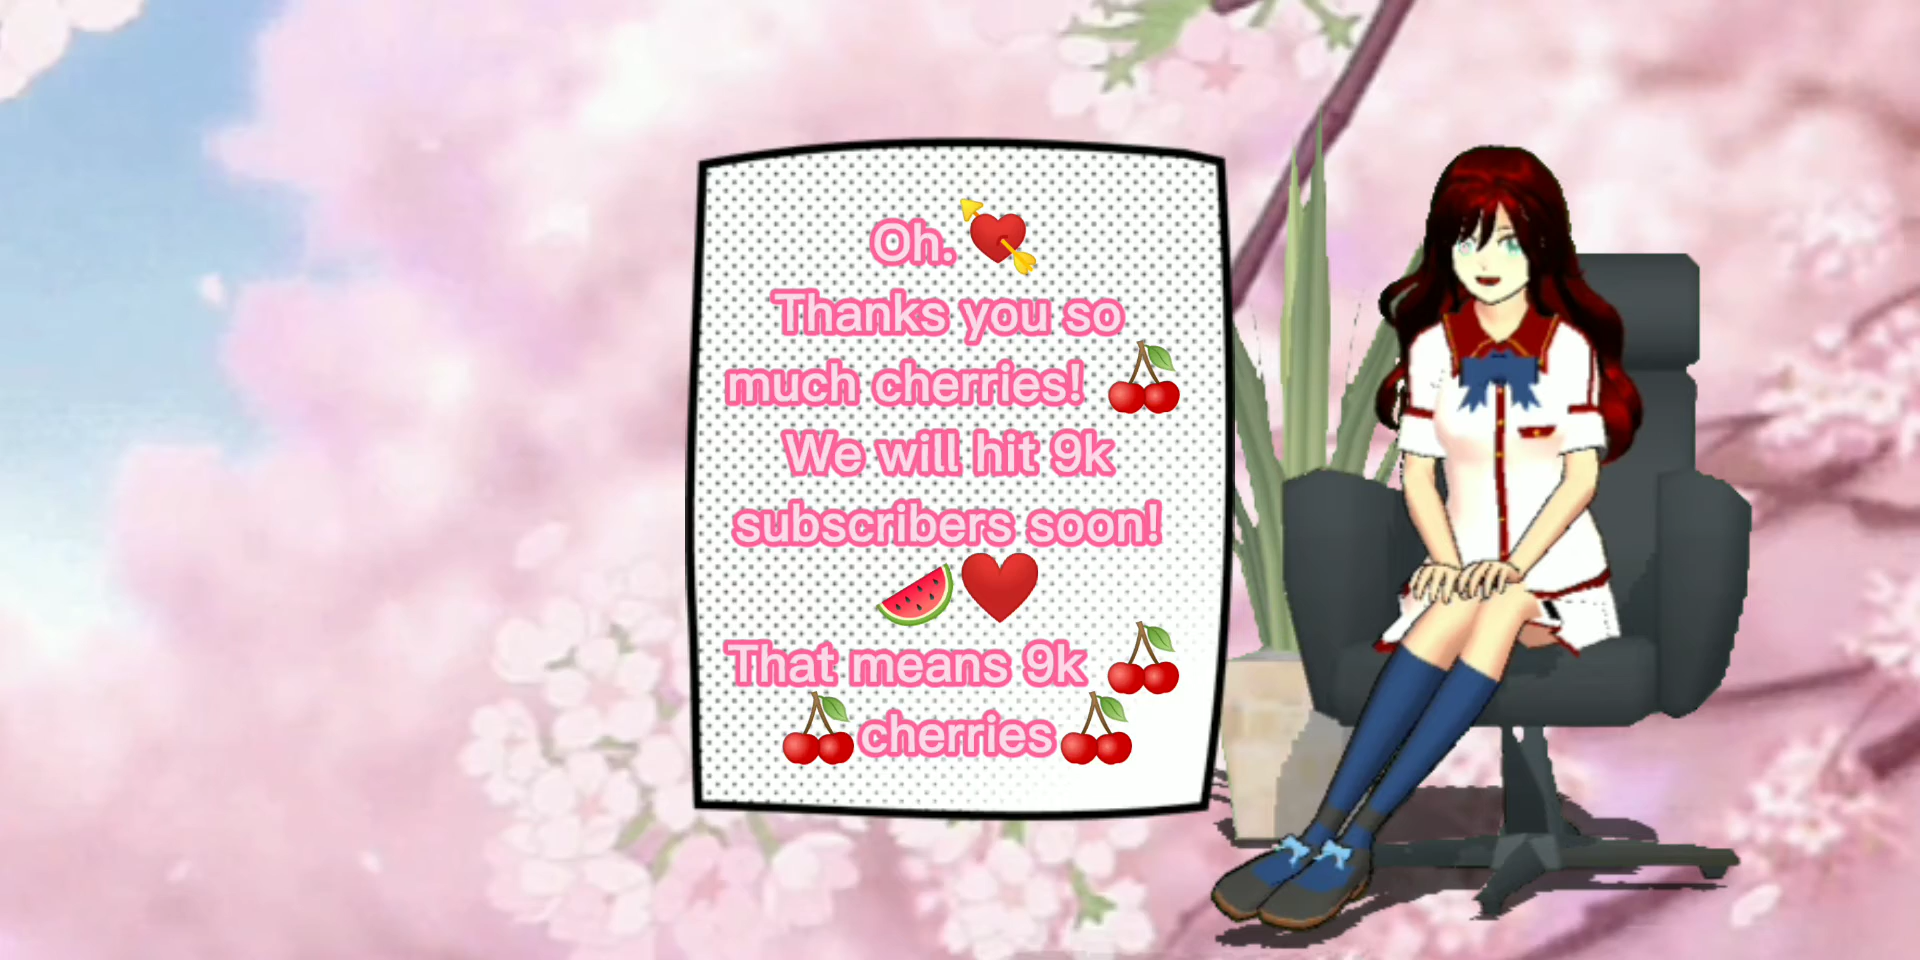 Oh. 💘
Thanks you so
much cherries! 🍒
We will hit 9k
subscribers soon!
🍉❤️
That means 9k 🍒
🍒cherries🍒